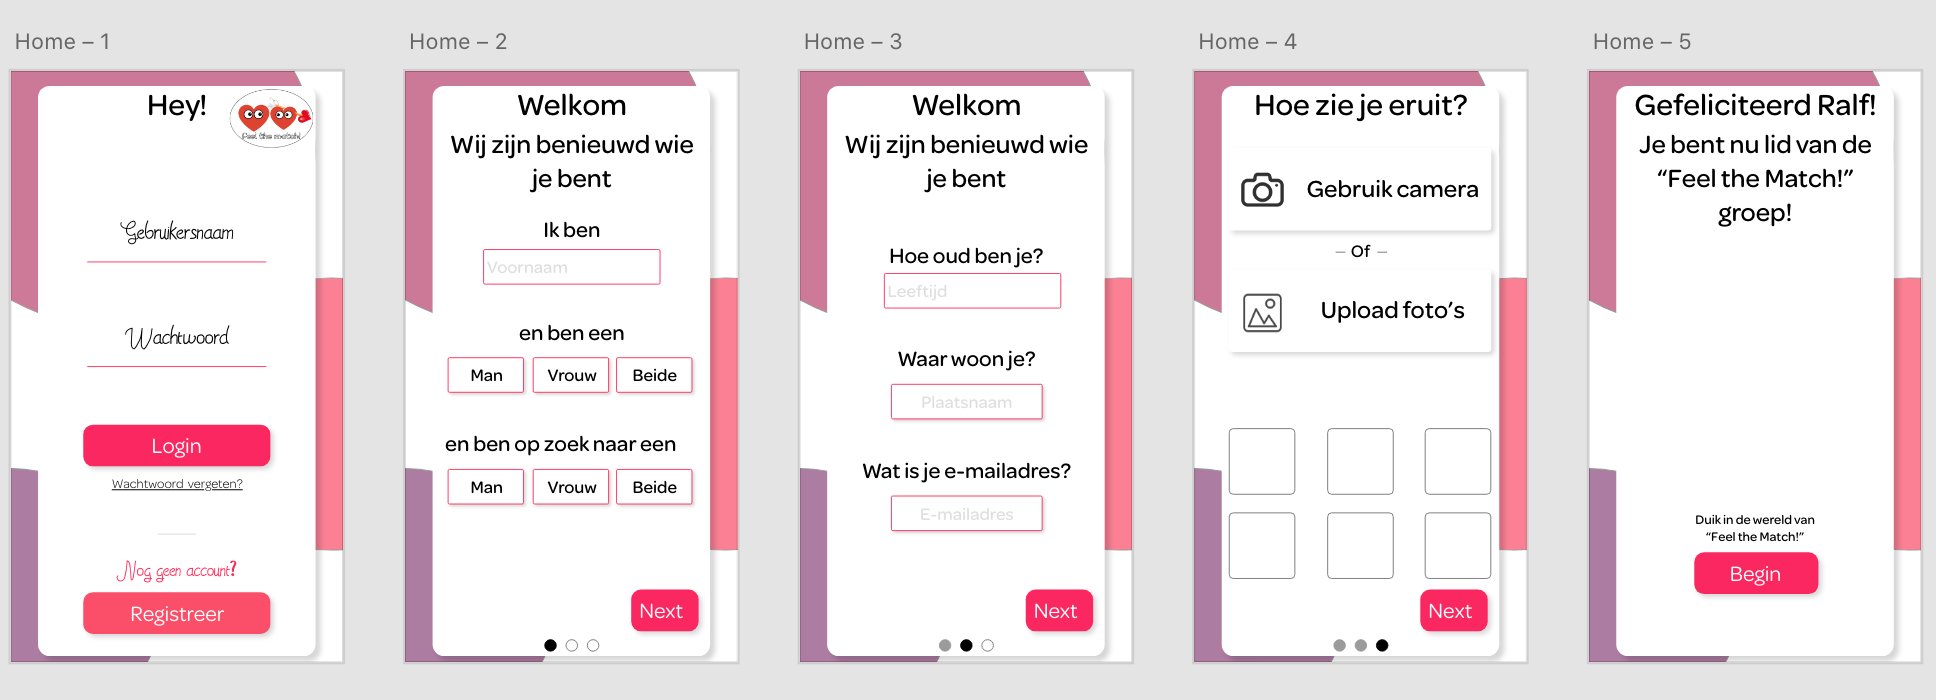 Home – 1
Hey!
Feel the match!
Gebruikersnaam
Wachtwoord
Login
Wachtwoord vergeten?
Nog geen account?
Registreer
Home – 2
Welkom
Wij zijn benieuwd wie
je bent
Ik ben
Voornaam
en ben een
Man Vrouw Beide
en ben op zoek naar een
Man Vrouw Beide
Next
Home – 3
Welkom
Wij zijn benieuwd wie
je bent
Hoe oud ben je?
Leeftijd
Waar woon je?
Plaatsnaam
Wat is je e-mailadres?
E-mailadres
Next
Home – 4
Hoe zie je eruit?
Gebruik camera
– Of –
Upload foto's
Next
Home – 5
Gefeliciteerd Ralf!
Je bent nu lid van de
“Feel the Match!”
groep!
Duik in de wereld van
“Feel the Match!”
Begin